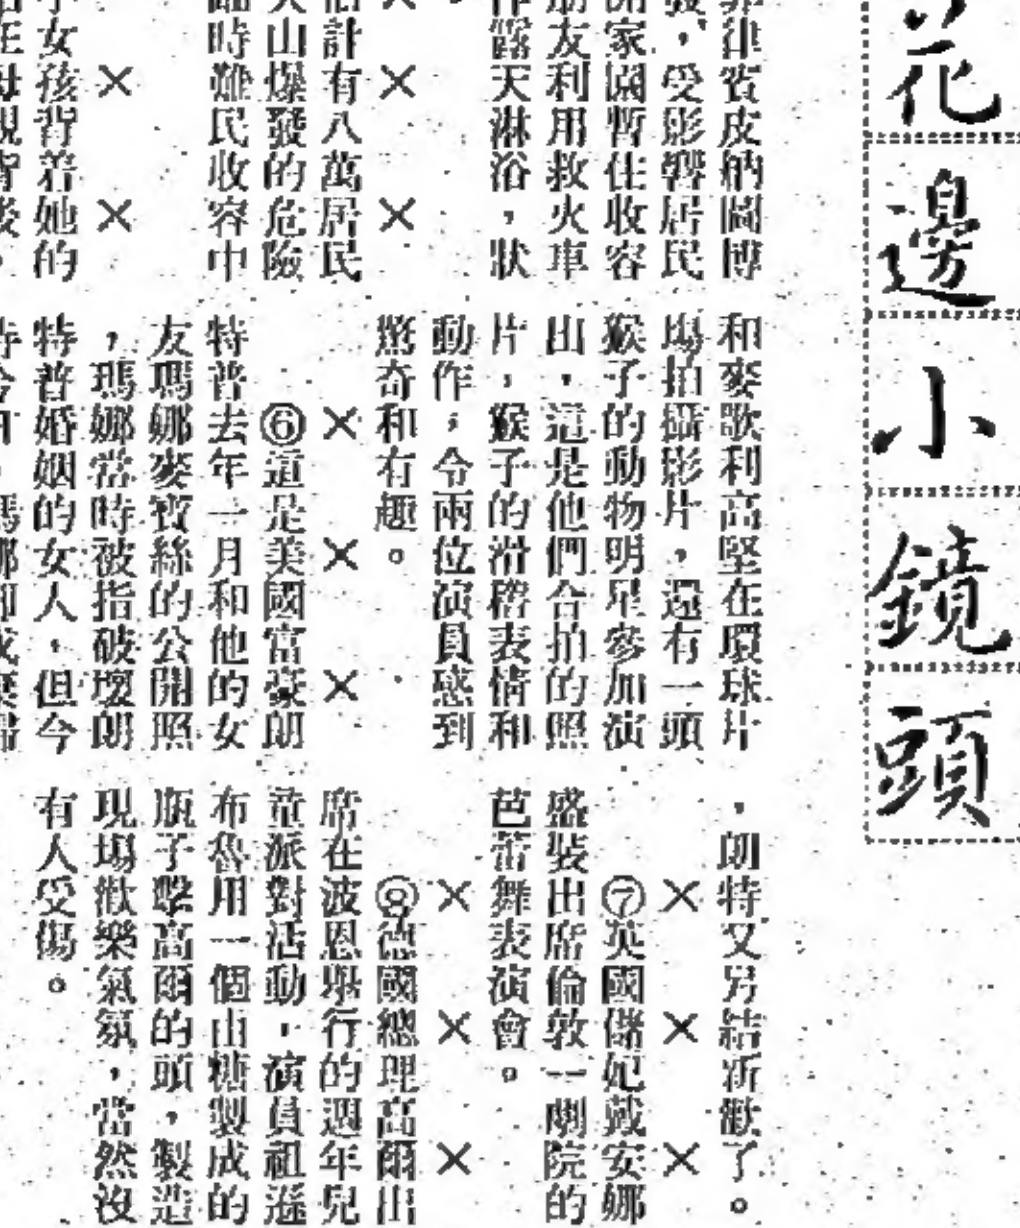 花邊小鏡頭
菲律賓皮納圖博
發,受影響居民
開家園暫住收容
朋友利用救火車
作露天淋浴,狀
× × ×
估計有八萬居民
火山爆發的危險
臨時難民收容中
× ×
小女孩背着她的
和麥歌利高堅在環球片
塲拍攝影片,還有一頭
猴子的動物明星參加演
出,這是他們合拍的照
片,猴子的滑稽表情和
動作,令兩位演員感到
驚奇和有趣。
× × ×
⑥這是美國富豪朗
特普去年一月和他的女
友瑪娜麥寶絲的公開照
,瑪娜當時被指破壞朗
特普婚姻的女人,但今
,朗特又另結新歡了。
× × ×
⑦英國儲妃戴安娜
盛裝出席倫敦一劇院的
芭蕾舞表演會。
× × ×
⑧德國總理高爾出
席在波恩舉行的週年兒
童派對活動,演員祖遜
布魯用一個由糖製成的
瓶子擊高爾的頭,製造
現塲歡樂氣氛,當然沒
有人受傷。